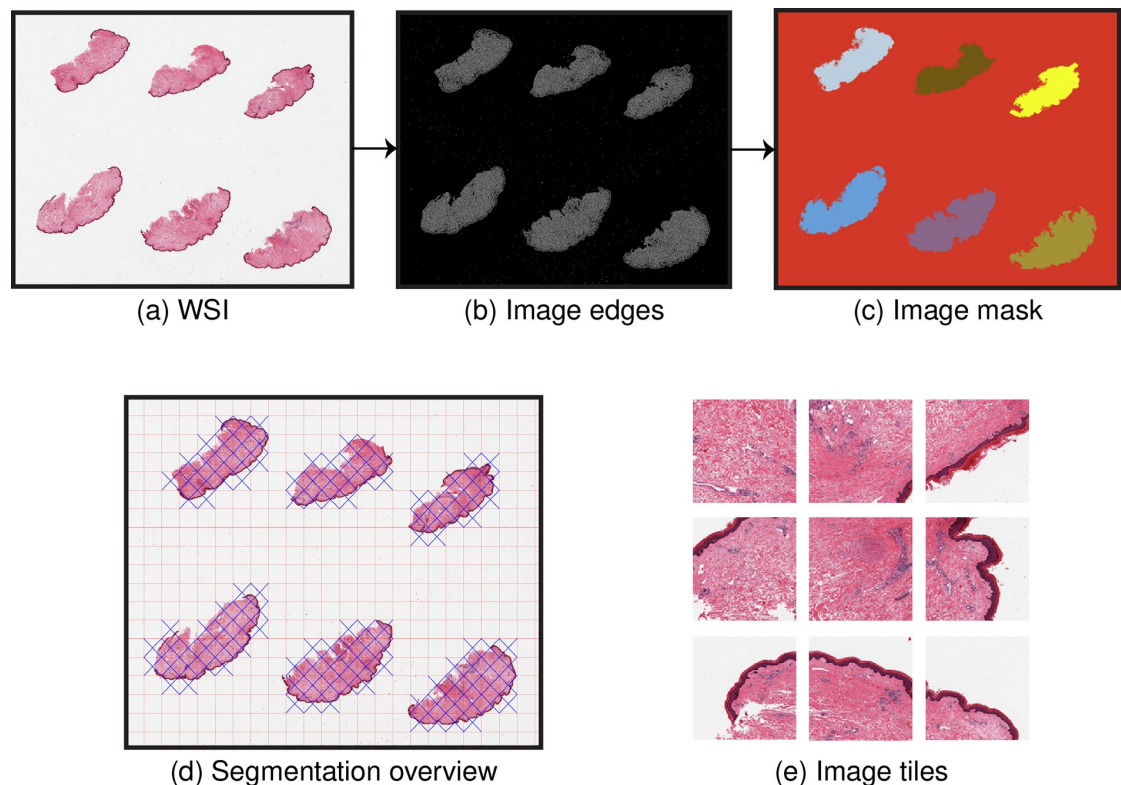 (a) WSI
(b) Image edges
(c) Image mask
(d) Segmentation overview
(e) Image tiles